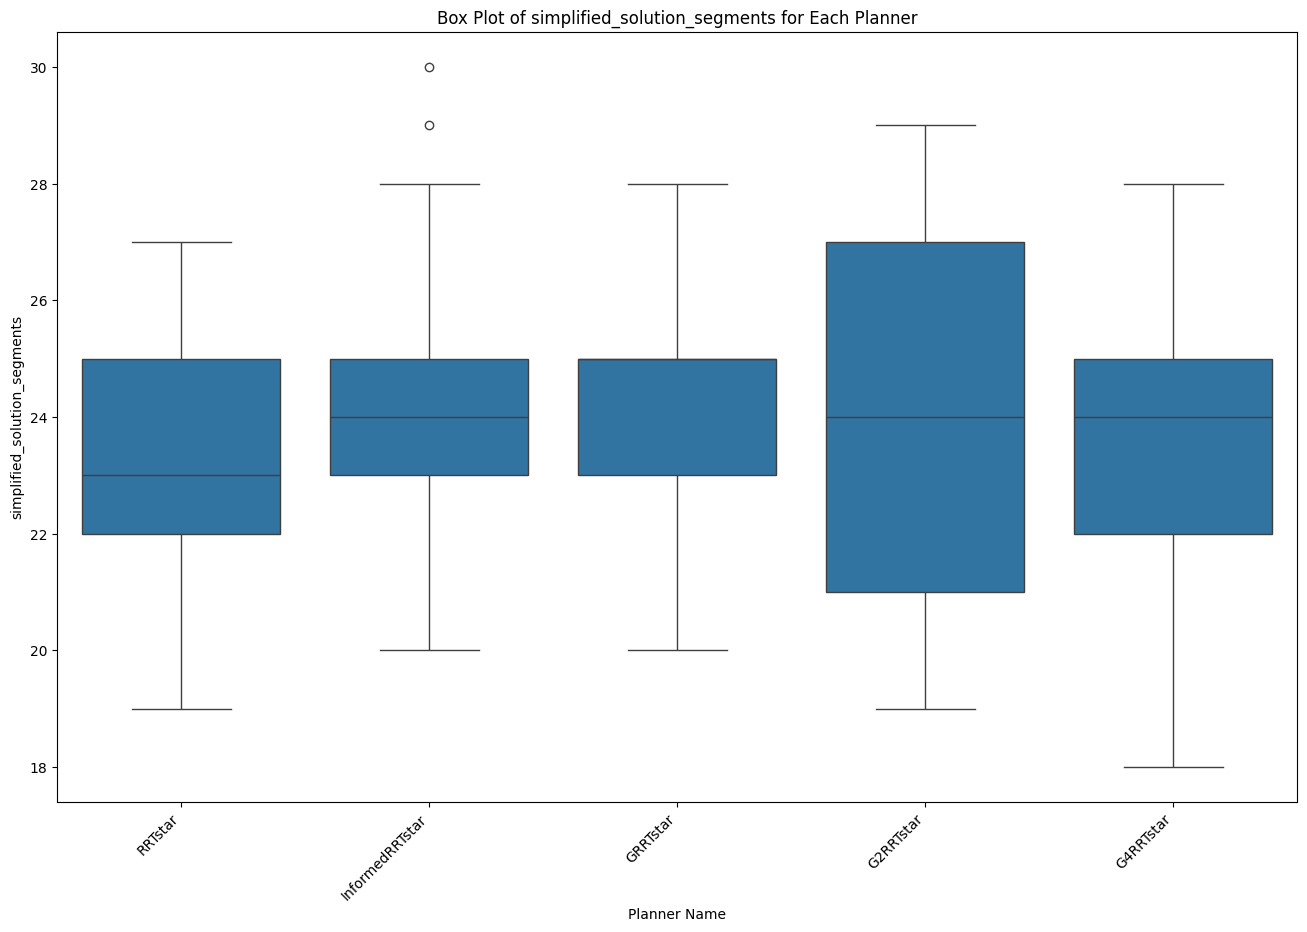 Box Plot of simplified_solution_segments for Each Planner
30
28
26
24
22
20
18
simplified_solution_segments
RRTstar
InformedRRTstar
GRRTstar
G2RRTstar
G4RRTstar
Planner Name